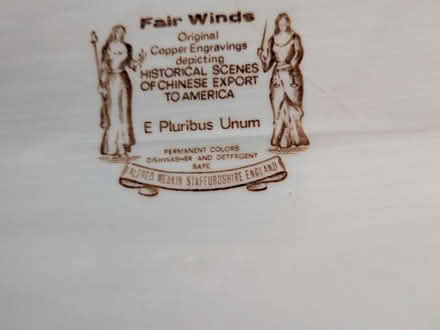 Fair Winds
Original
Copper Engravings
depicting
HISTORICAL SCENES
OF CHINESE EXPORT
TO AMERICA
E Pluribus Unum
PERMANENT COLORS
DISHWASHER AND DETERGENT
SAFE
ALFRED MEAKIN STAFFORDSHIRE ENGLAND